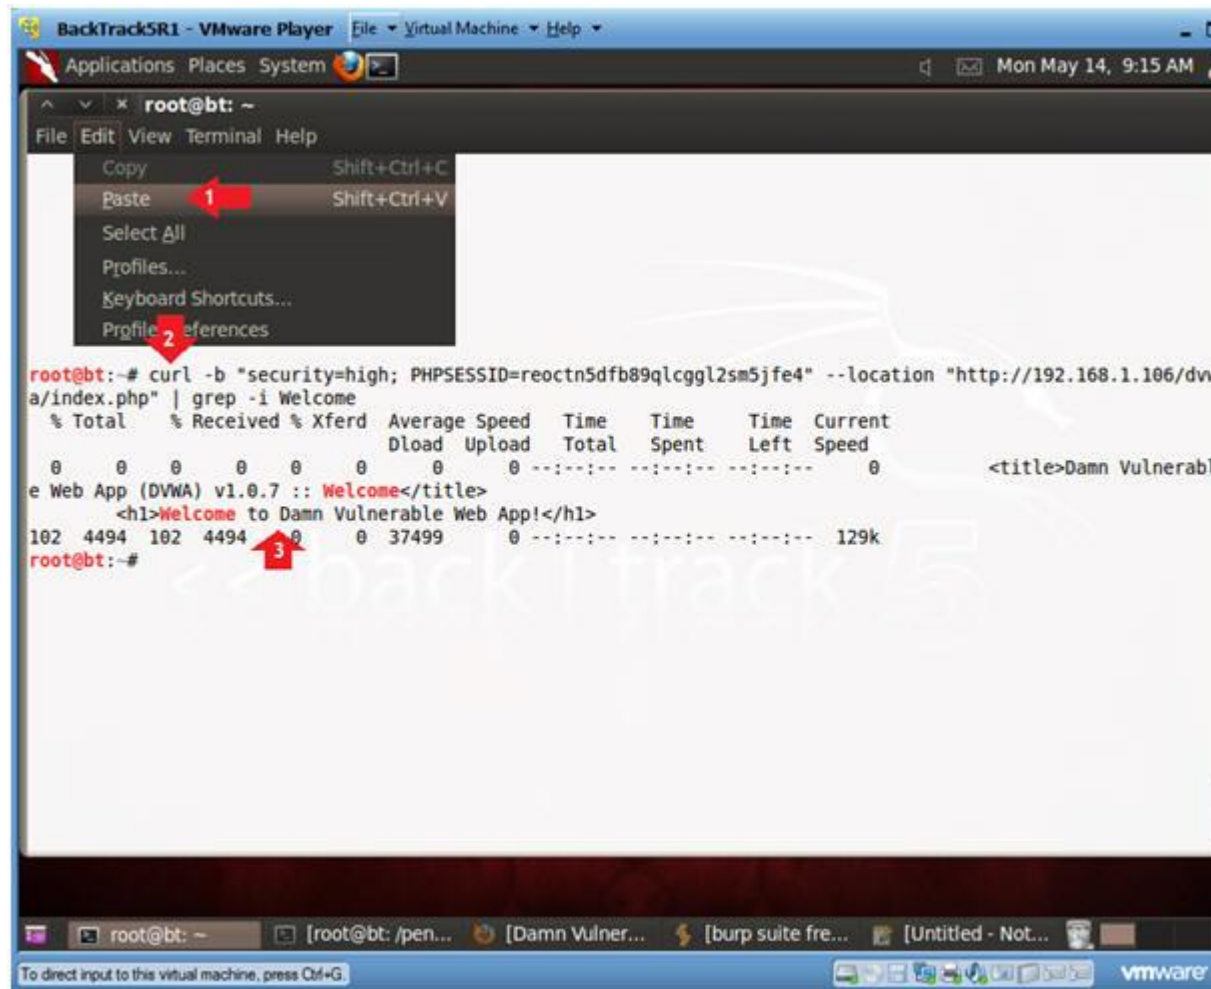 BackTrack5R1 - VMware Player File Virtual Machine Help
Applications Places System Mon May 14, 9:15 AM
root@bt: ~
File Edit View Terminal Help
Copy Shift+Ctrl+C
Paste 1 Shift+Ctrl+V
Select All
Profiles...
Keyboard Shortcuts...
2
root@bt:~# curl -b "security=high; PHPSESSID=reoctn5dfb89qlcggl2sm5jfe4" --location "http://192.168.1.106/dvw
a/index.php" | grep -i Welcome
% Total % Received % Xferd Average Speed Time Time Time Current
Dload Upload Total Spent Left Speed
0 0 0 0 0 0 0 0 --:--:-- --:--:-- --:--:-- 0 <title>Damn Vulnerabl
e Web App (DVWA) v1.0.7 :: Welcome</title>
<h1>Welcome to Damn Vulnerable Web App!</h1>
102 4494 102 4494 0 0 37499 0 --:--:-- --:--:-- --:--:-- 129k
3
root@bt:~#
<< back | track 5
root@bt: ~ [root@bt: /pen... [Damn Vulner... [burp suite fre... [Untitled - Not...
To direct input to this virtual machine, press Ctrl+G. vmware